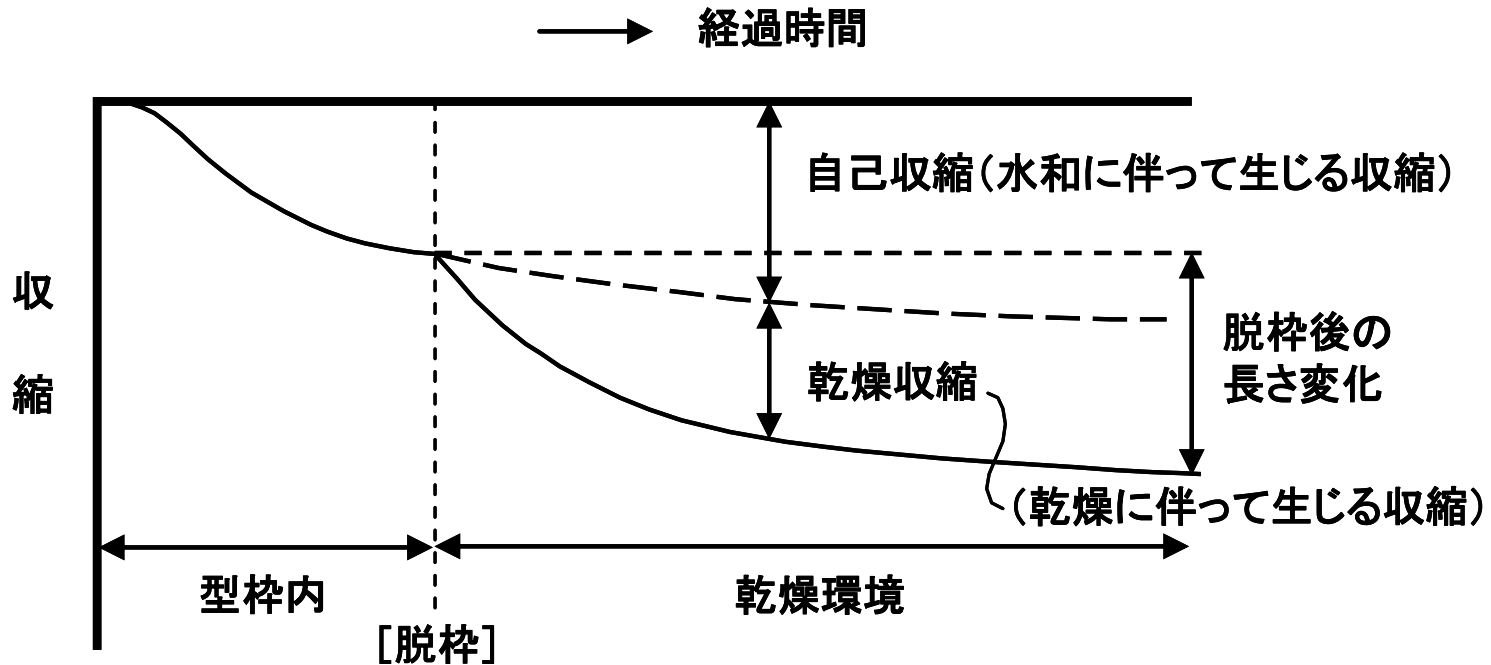 経過時間
自己収縮(水和に伴って生じる収縮)
収縮
脱枠後の
長さ変化
乾燥収縮
(乾燥に伴って生じる収縮)
型枠内
乾燥環境
[脱枠]